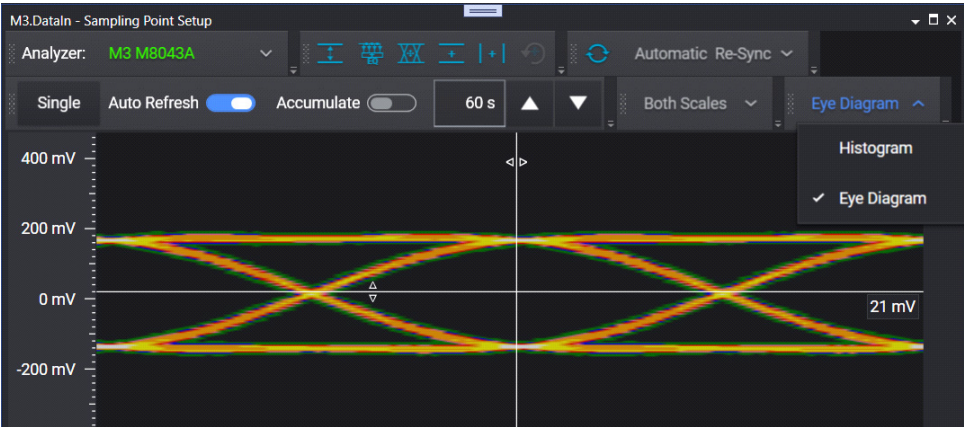 M3.DataIn - Sampling Point Setup
Analyzer: M3 M8043A Automatic Re-Sync
Single Auto Refresh Accumulate 60 s Both Scales Eye Diagram
Histogram
Eye Diagram
400 mV
200 mV
0 mV
21 mV
-200 mV